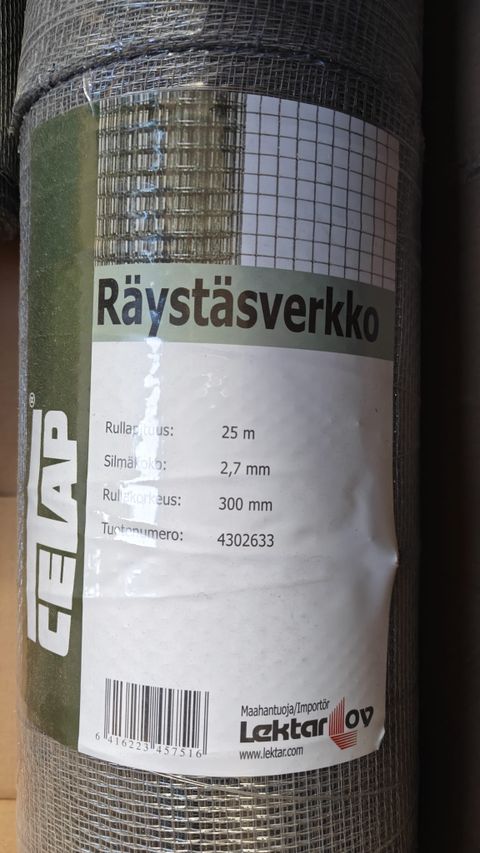 Räystäsverkko
Rullapituus: 25 m
Silmäkoko: 2,7 mm
Rullakorkeus: 300 mm
Tuotenumero: 4302633
CELAP®
6 416223 457516
Maahantuoja/Importör
Lektar OY
www.lektar.com